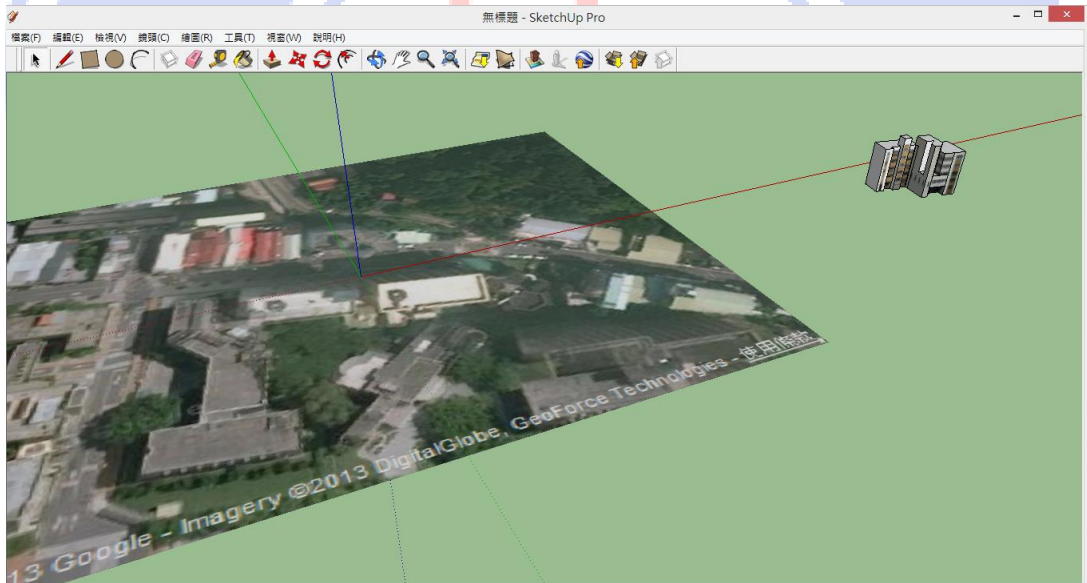 無標題 - SketchUp Pro
檔案(F) 編輯(E) 檢視(V) 鏡頭(C) 繪圖(R) 工具(T) 視窗(W) 說明(H)
13 Google - Imagery ©2013 DigitalGlobe, GeoForce Technologies - 使用條款